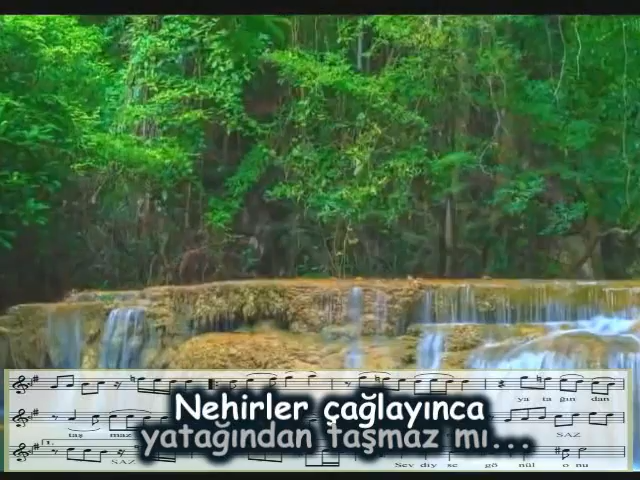 ya ta ğın dan
Nehirler çağlayınca
taş maz
SAZ
yatağından taşmaz mı...
1.
SAZ
Sev diy se gö nül o nu